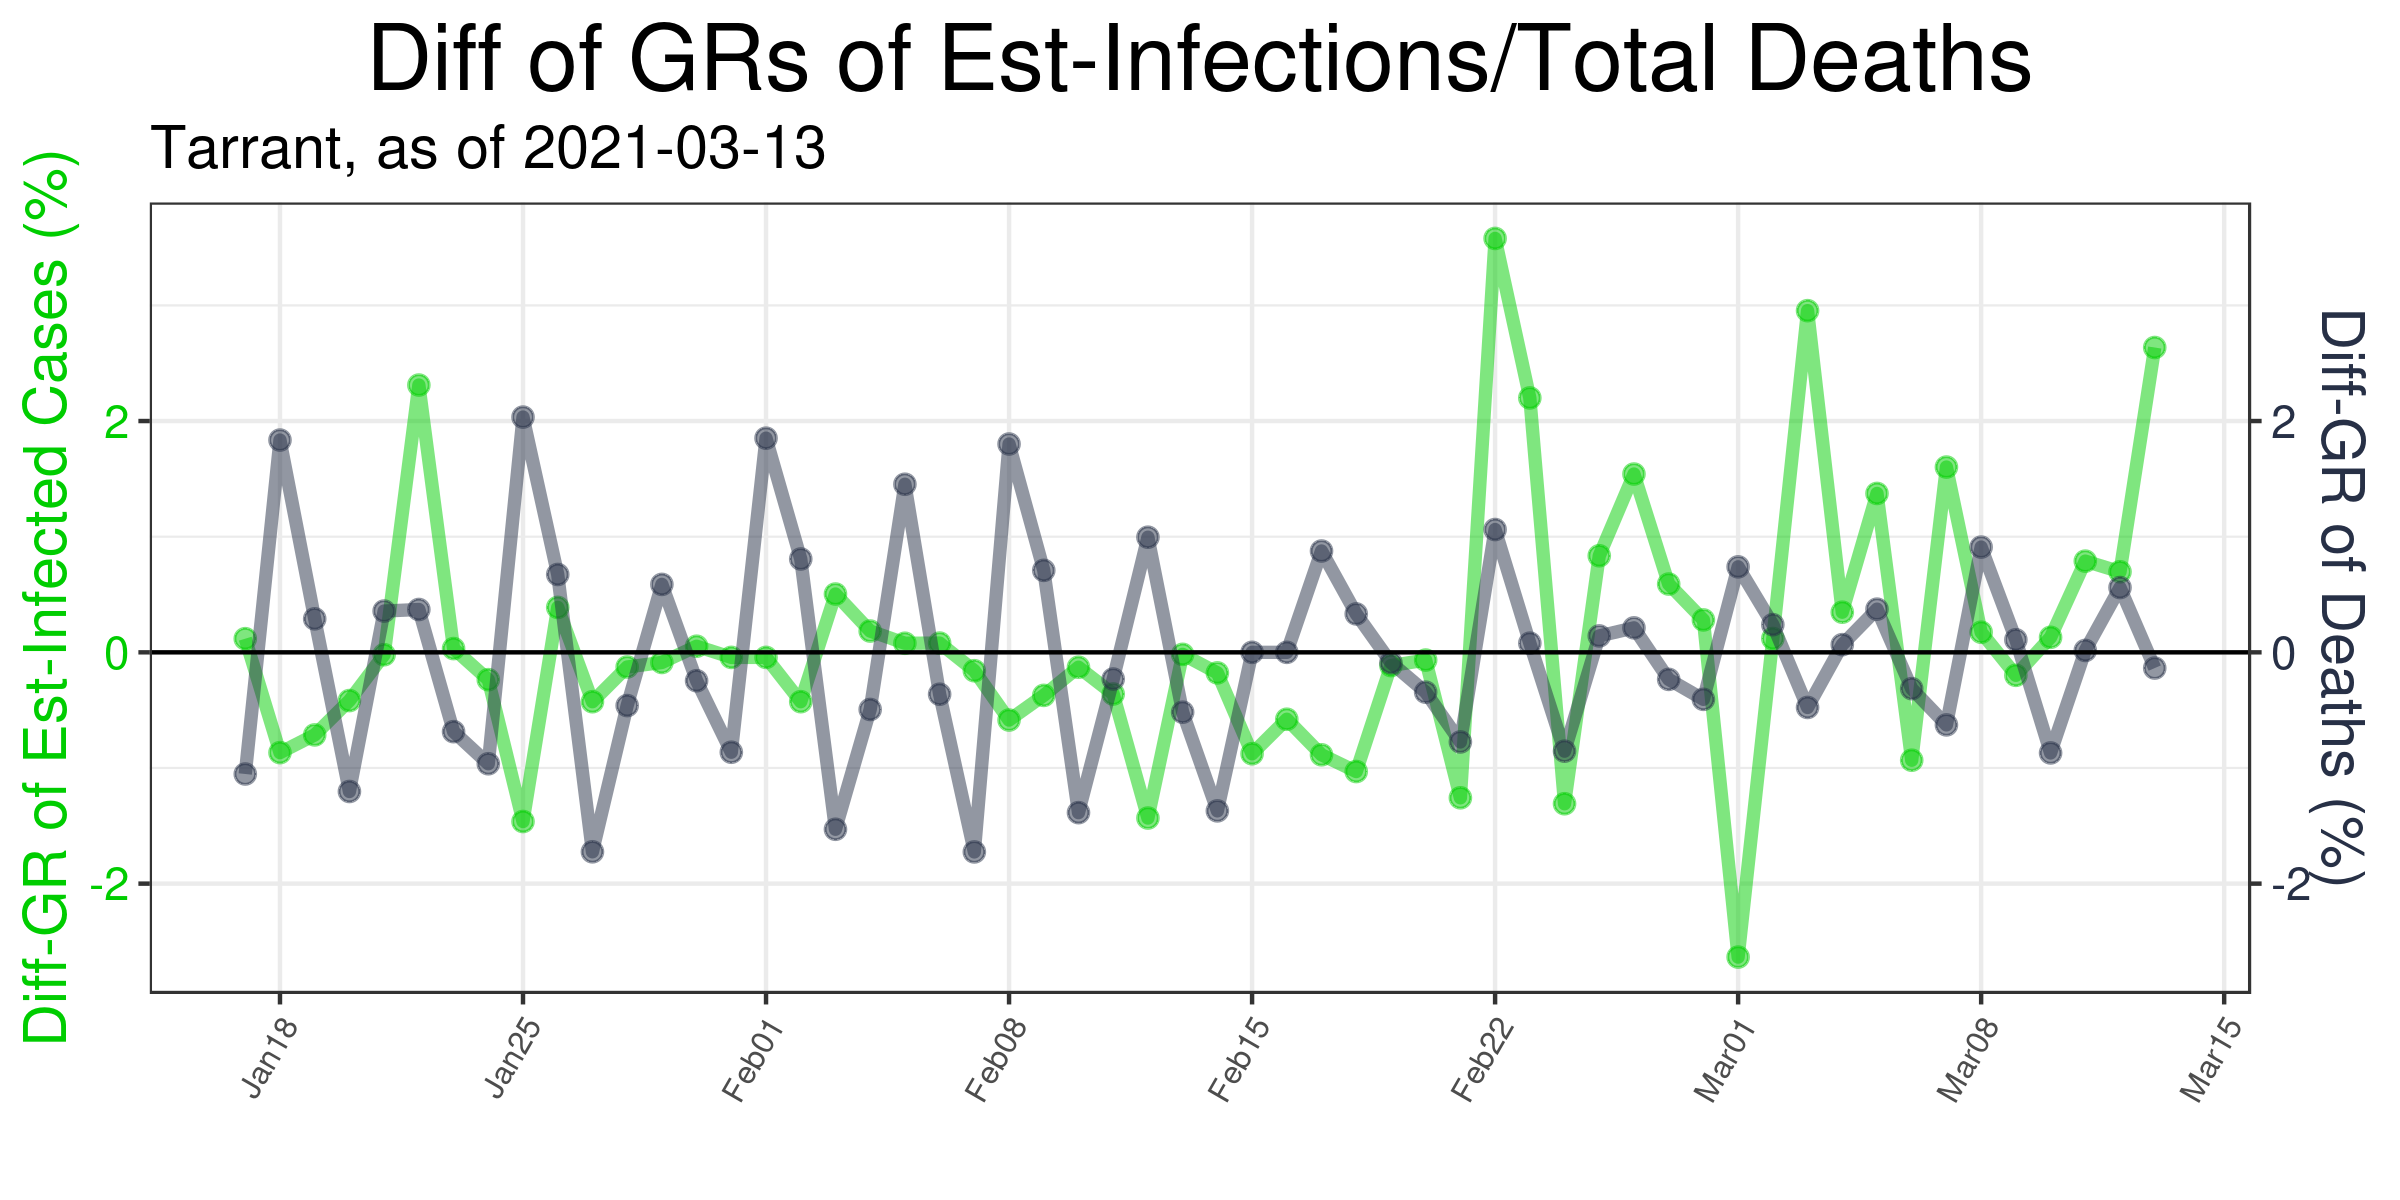 Diff of GRs of Est-Infections/Total Deaths
Tarrant, as of 2021-03-13
Diff-GR of Est-Infected Cases (%)
2
0
-2
2
0
-2
Diff-GR of Deaths (%)
Jan18
Jan25
Feb01
Feb08
Feb15
Feb22
Mar01
Mar08
Mar15